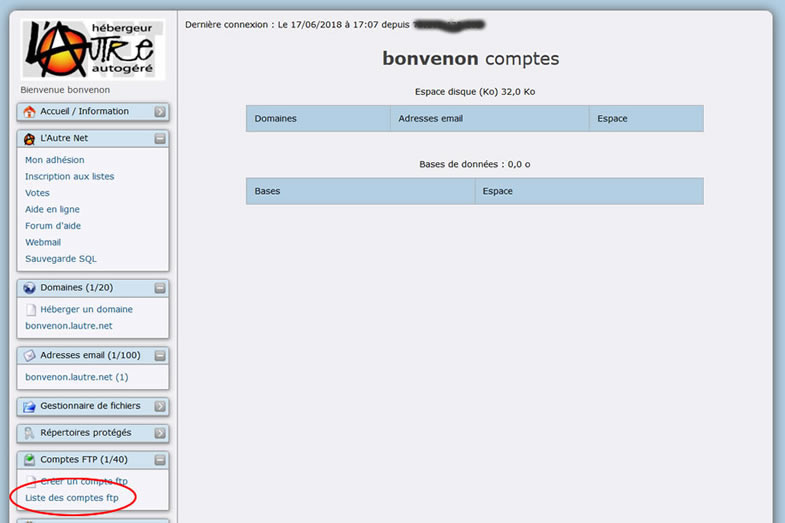 hébergeur
L'Autre
autogéré
Bienvenue bonvenon
Accueil / Information
L'Autre Net
Mon adhésion
Inscription aux listes
Votes
Aide en ligne
Forum d'aide
Webmail
Sauvegarde SQL
Domaines (1/20)
Héberger un domaine
bonvenon.lautre.net
Adresses email (1/100)
bonvenon.lautre.net (1)
Gestionnaire de fichiers
Répertoires protégés
Comptes FTP (1/40)
Créer un compte ftp
Liste des comptes ftp
Dernière connexion : Le 17/06/2018 à 17:07 depuis
bonvenon comptes
Espace disque (Ko) 32,0 Ko
Domaines Adresses email Espace
Bases de données : 0,0 o
Bases Espace